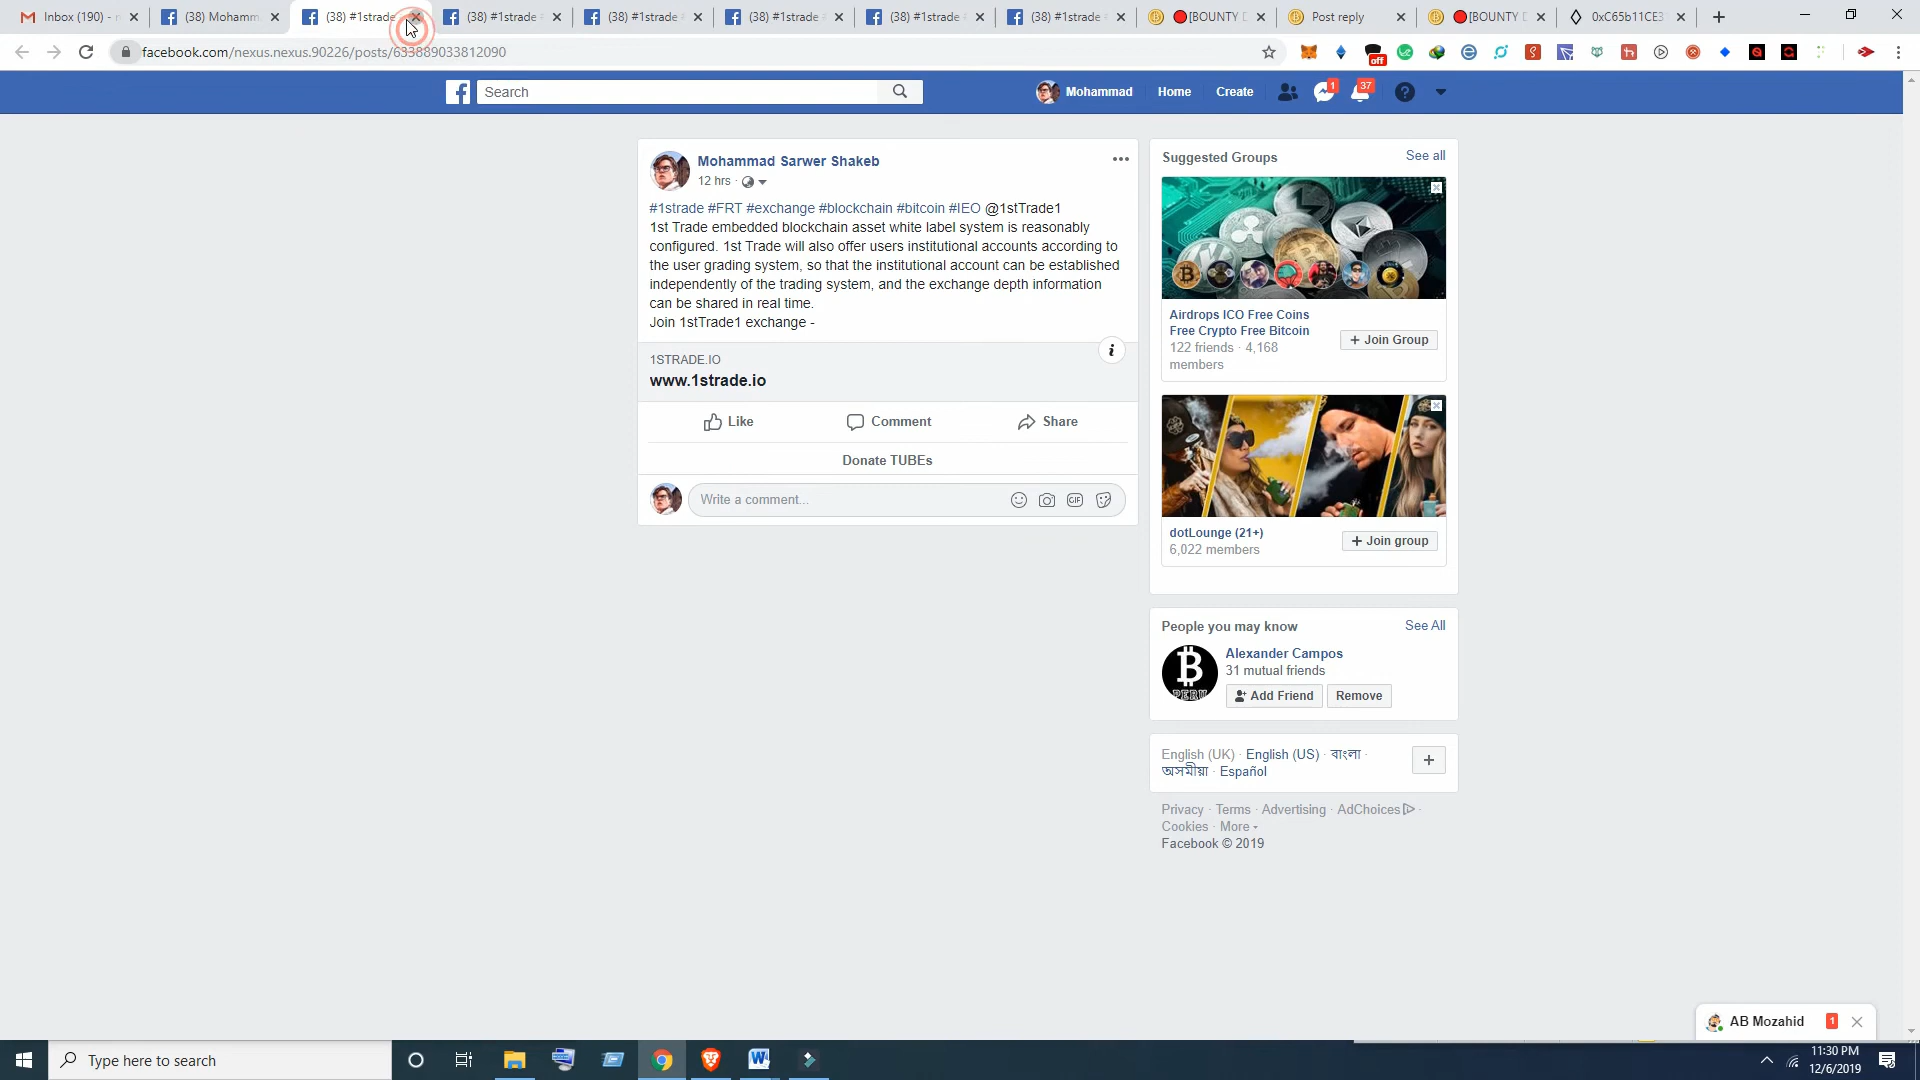 Inbox (190) - n
(38) Mohamm
(38) #1strade
(38) #1strade
(38) #1strade
(38) #1strade
(38) #1strade
(38) #1strade
[BOUNTY
Post reply
[BOUNTY
0xC65b11CE3
facebook.com/nexus.nexus.90226/posts/633889033812090
off
Search
Mohammad
Home
Create
1
37
Mohammad Sarwer Shakeb
12 hrs ·
#1strade #FRT #exchange #blockchain #bitcoin #IEO @1stTrade1
1st Trade embedded blockchain asset white label system is reasonably
configured. 1st Trade will also offer users institutional accounts according to
the user grading system, so that the institutional account can be established
independently of the trading system, and the exchange depth information
can be shared in real time.
Join 1stTrade1 exchange -
1STRADE.IO
www.1strade.io
Like
Comment
Share
Donate TUBEs
Write a comment...
GIF
Suggested Groups
See all
Airdrops ICO Free Coins
Free Crypto Free Bitcoin
122 friends · 4,168
members
+ Join Group
dotLounge (21+)
6,022 members
+ Join group
People you may know
See All
PERU
Alexander Campos
31 mutual friends
Add Friend
Remove
English (UK) · English (US) · বাংলা ·
অসমীয়া · Español
Privacy · Terms · Advertising · AdChoices ·
Cookies · More
Facebook © 2019
AB Mozahid
1
Type here to search
11:30 PM
12/6/2019